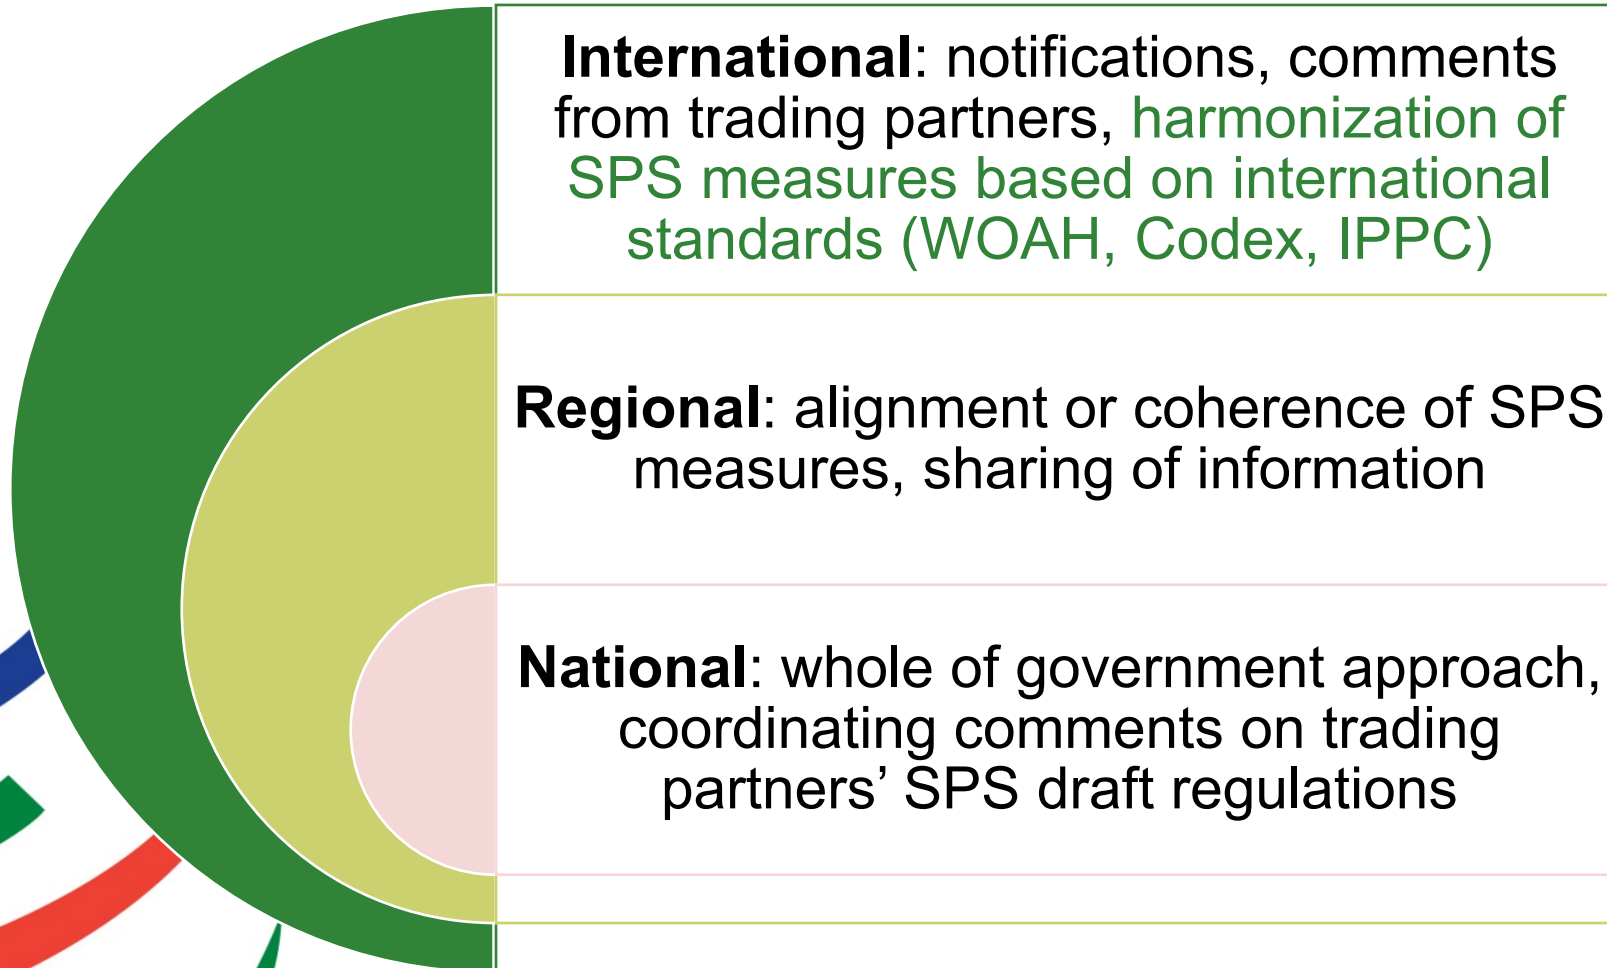 International: notifications, comments
from trading partners, harmonization of
SPS measures based on international
standards (WOAH, Codex, IPPC)
Regional: alignment or coherence of SPS
measures, sharing of information
National: whole of government approach,
coordinating comments on trading
partners’ SPS draft regulations